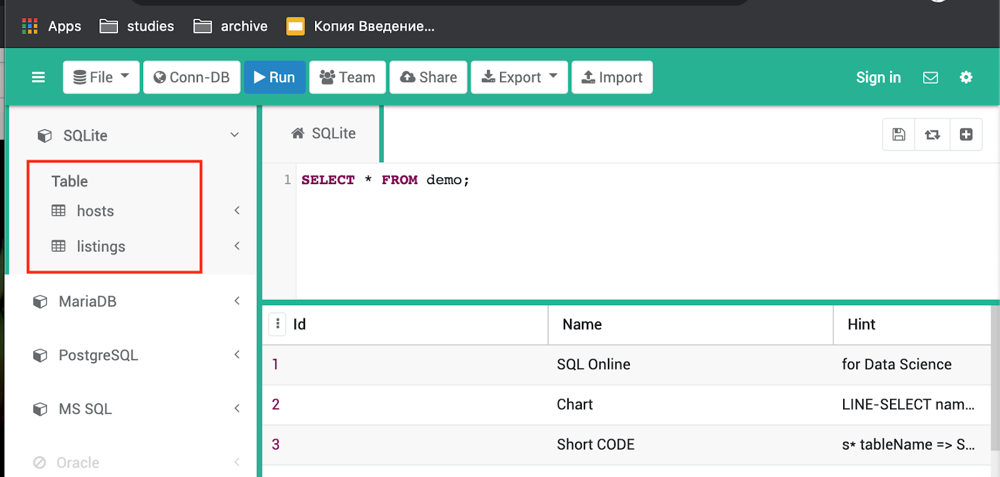 Apps studies archive Копия Введение...
File Conn-DB Run Team Share Export Import Sign in
SQLite
Table
hosts
listings
MariaDB
PostgreSQL
MS SQL
Oracle
SQLite
1 SELECT * FROM demo;
Id Name Hint
1 SQL Online for Data Science
2 Chart LINE-SELECT nam...
3 Short CODE s* tableName => S...